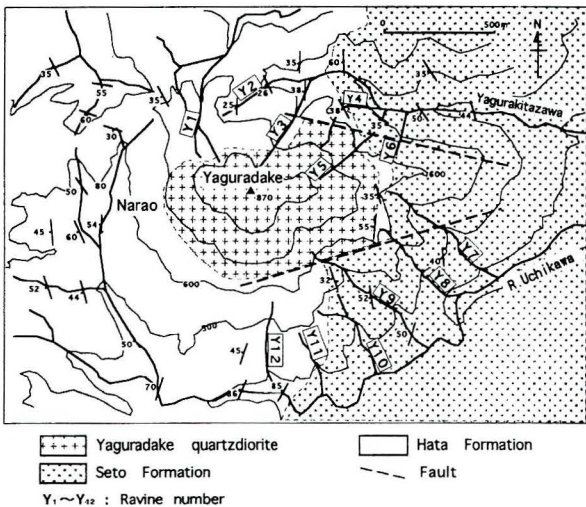 0 500m
N
35
55
60
35
Y1
Y2
25
26
35
38
60
Y3
38
Y4
35
35
50
44
Yagurakitazawa
Y5
Y6
30
50
80
Narao
54
60
45
52
44
Yaguradake
870
600
35
55
600
500
32
40
Y7
Y8
R Uchikawa
Y9
52
50
Y10
Y11
Y12
45
50
70
86
85
Yaguradake quartzdiorite
Hata Formation
Seto Formation
Fault
Y₁～Y₁₂ : Ravine number